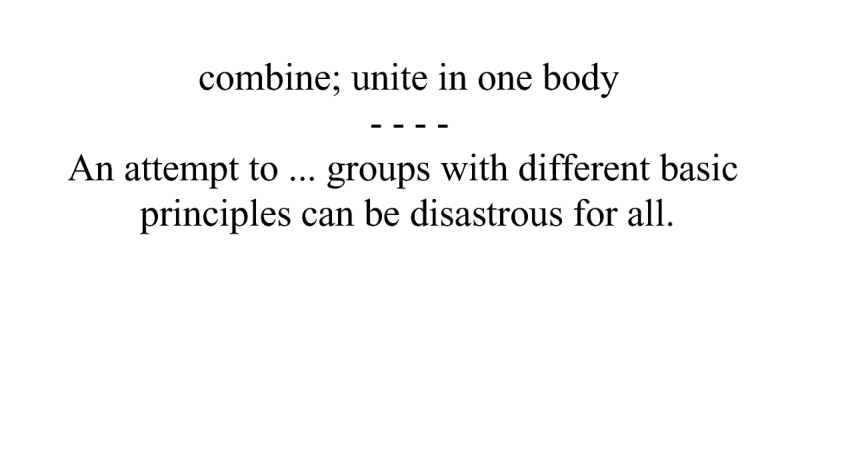 combine; unite in one body
- - - -
An attempt to ... groups with different basic
principles can be disastrous for all.